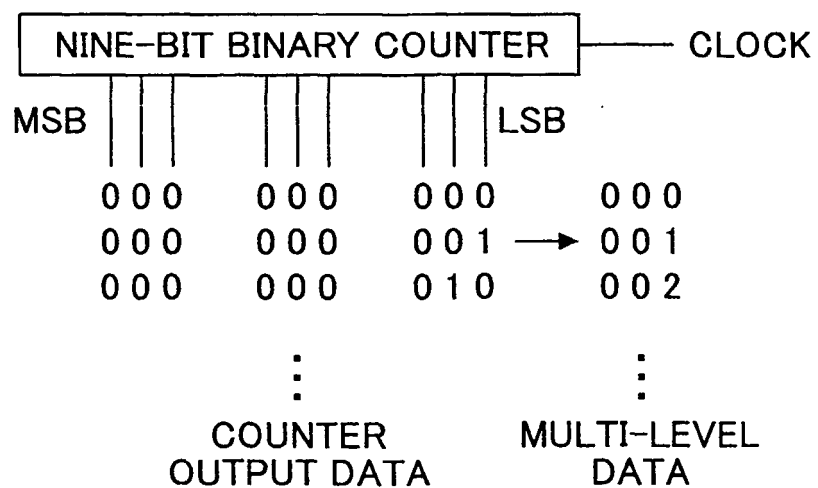 NINE-BIT BINARY COUNTER CLOCK
MSB LSB
000 000 000 000
000 000 001 → 001
000 000 010 002
⋮ ⋮
COUNTER MULTI-LEVEL
OUTPUT DATA DATA